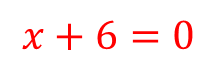 x + 6 = 0